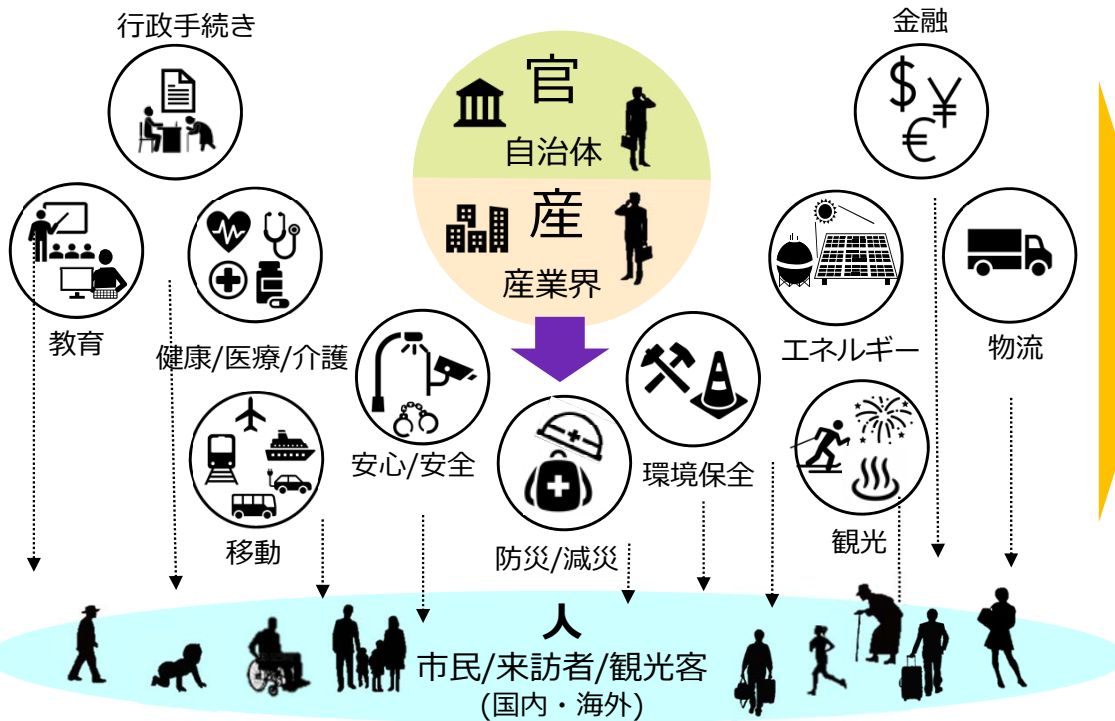 行政手続き
金融
$
¥
€
官
自治体
産
産業界
教育
健康/医療/介護
エネルギー
物流
安心/安全
環境保全
移動
防災/減災
観光
人
市民/来訪者/観光客
(国内・海外)